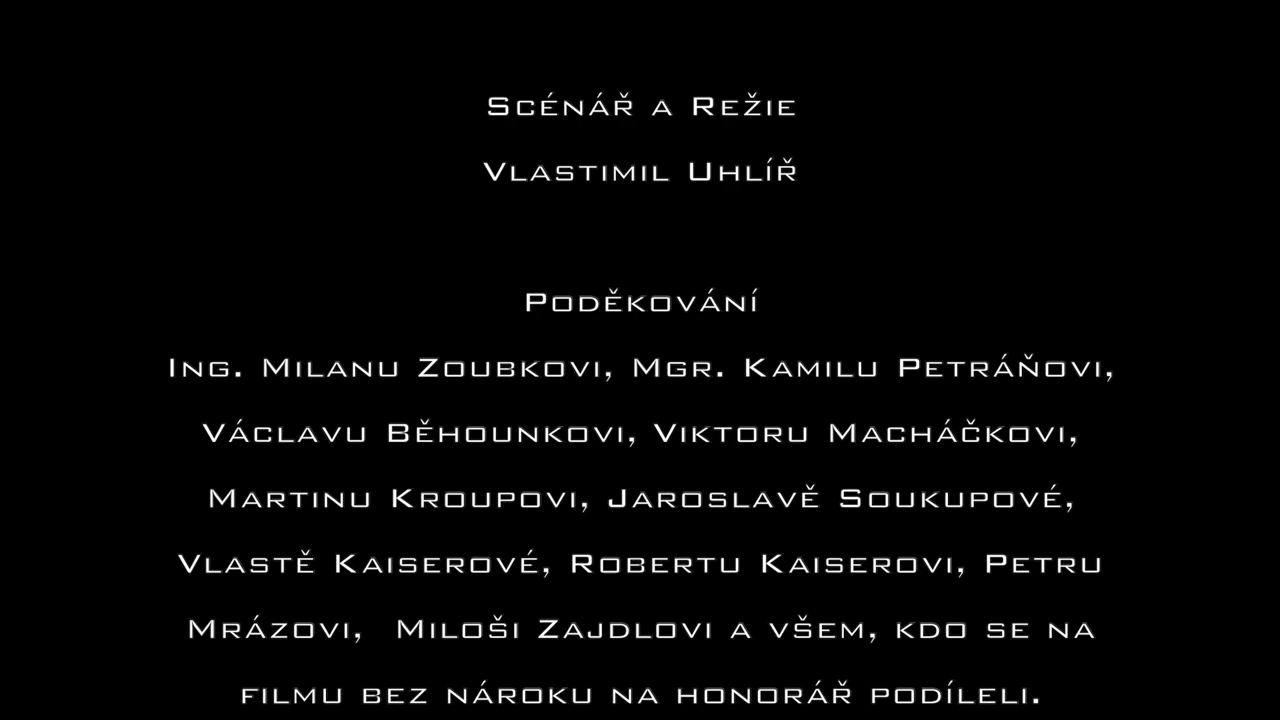 Scénář a Režie
Vlastimil Uhlíř
Poděkování
Ing. Milanu Zoubkovi, Mgr. Kamilu Petráňovi,
Václavu Běhounkovi, Viktoru Macháčkovi,
Martinu Kroupovi, Jaroslavě Soukupové,
Vlastě Kaiserové, Robertu Kaiserovi, Petru
Mrázovi, Miloši Zajdlovi a všem, kdo se na
filmu bez nároku na honorář podíleli.